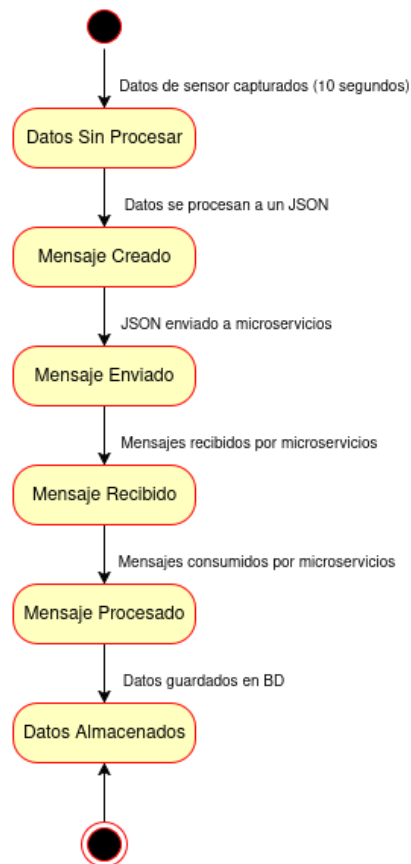 Datos de sensor capturados (10 segundos)
Datos Sin Procesar
Datos se procesan a un JSON
Mensaje Creado
JSON enviado a microservicios
Mensaje Enviado
Mensajes recibidos por microservicios
Mensaje Recibido
Mensajes consumidos por microservicios
Mensaje Procesado
Datos guardados en BD
Datos Almacenados